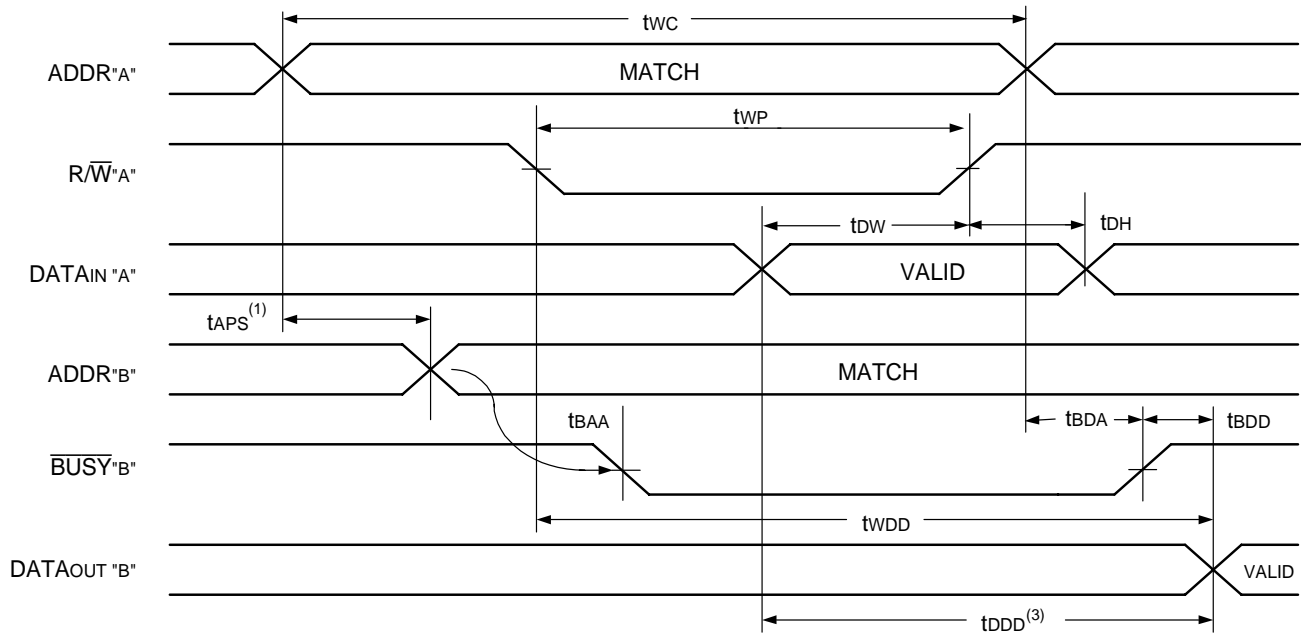 tWC
ADDR"A"
MATCH
tWP
R/W̅"A"
tDW
tDH
DATAIN "A"
VALID
tAPS(1)
ADDR"B"
MATCH
tBAA
tBDA
tBDD
B̅U̅S̅Y̅"B"
tWDD
DATAOUT "B"
VALID
tDDD(3)